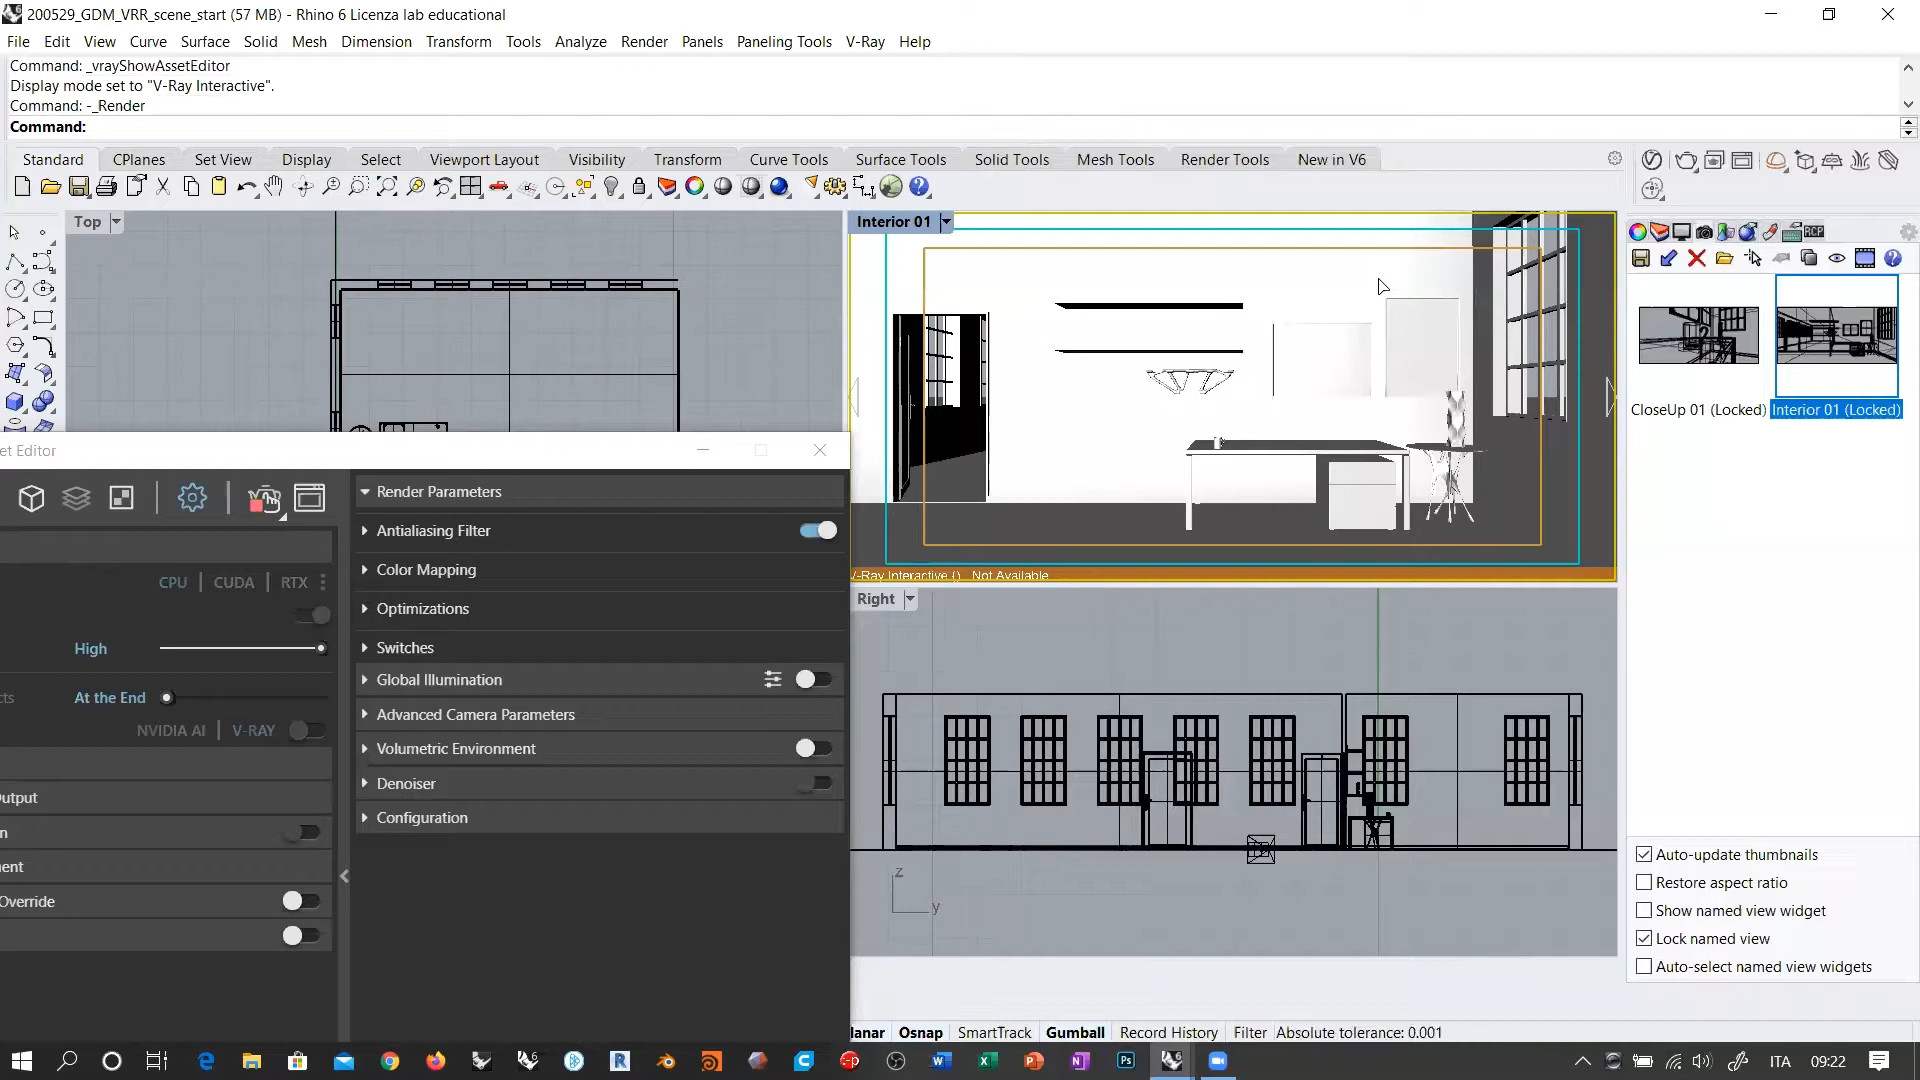 200529_GDM_VRR_scene_start (57 MB) - Rhino 6 Licenza lab educational
File Edit View Curve Surface Solid Mesh Dimension Transform Tools Analyze Render Panels Paneling Tools V-Ray Help
Command: _vrayShowAssetEditor
Display mode set to "V-Ray Interactive".
Command: -_Render
Command:
Standard CPlanes Set View Display Select Viewport Layout Visibility Transform Curve Tools Surface Tools Solid Tools Mesh Tools Render Tools New in V6
Top
Interior 01
RCP
CloseUp 01 (Locked) Interior 01 (Locked)
et Editor
Render Parameters
Antialiasing Filter
Color Mapping
CPU | CUDA | RTX
Optimizations
High
Switches
Global Illumination
cts At the End
Advanced Camera Parameters
NVIDIA AI | V-RAY
Volumetric Environment
Denoiser
Output
Configuration
n
ment
Override
V-Ray Interactive () Not Available
Right
z
y
Auto-update thumbnails
Restore aspect ratio
Show named view widget
Lock named view
Auto-select named view widgets
lanar Osnap SmartTrack Gumball Record History Filter Absolute tolerance: 0.001
ITA 09:22